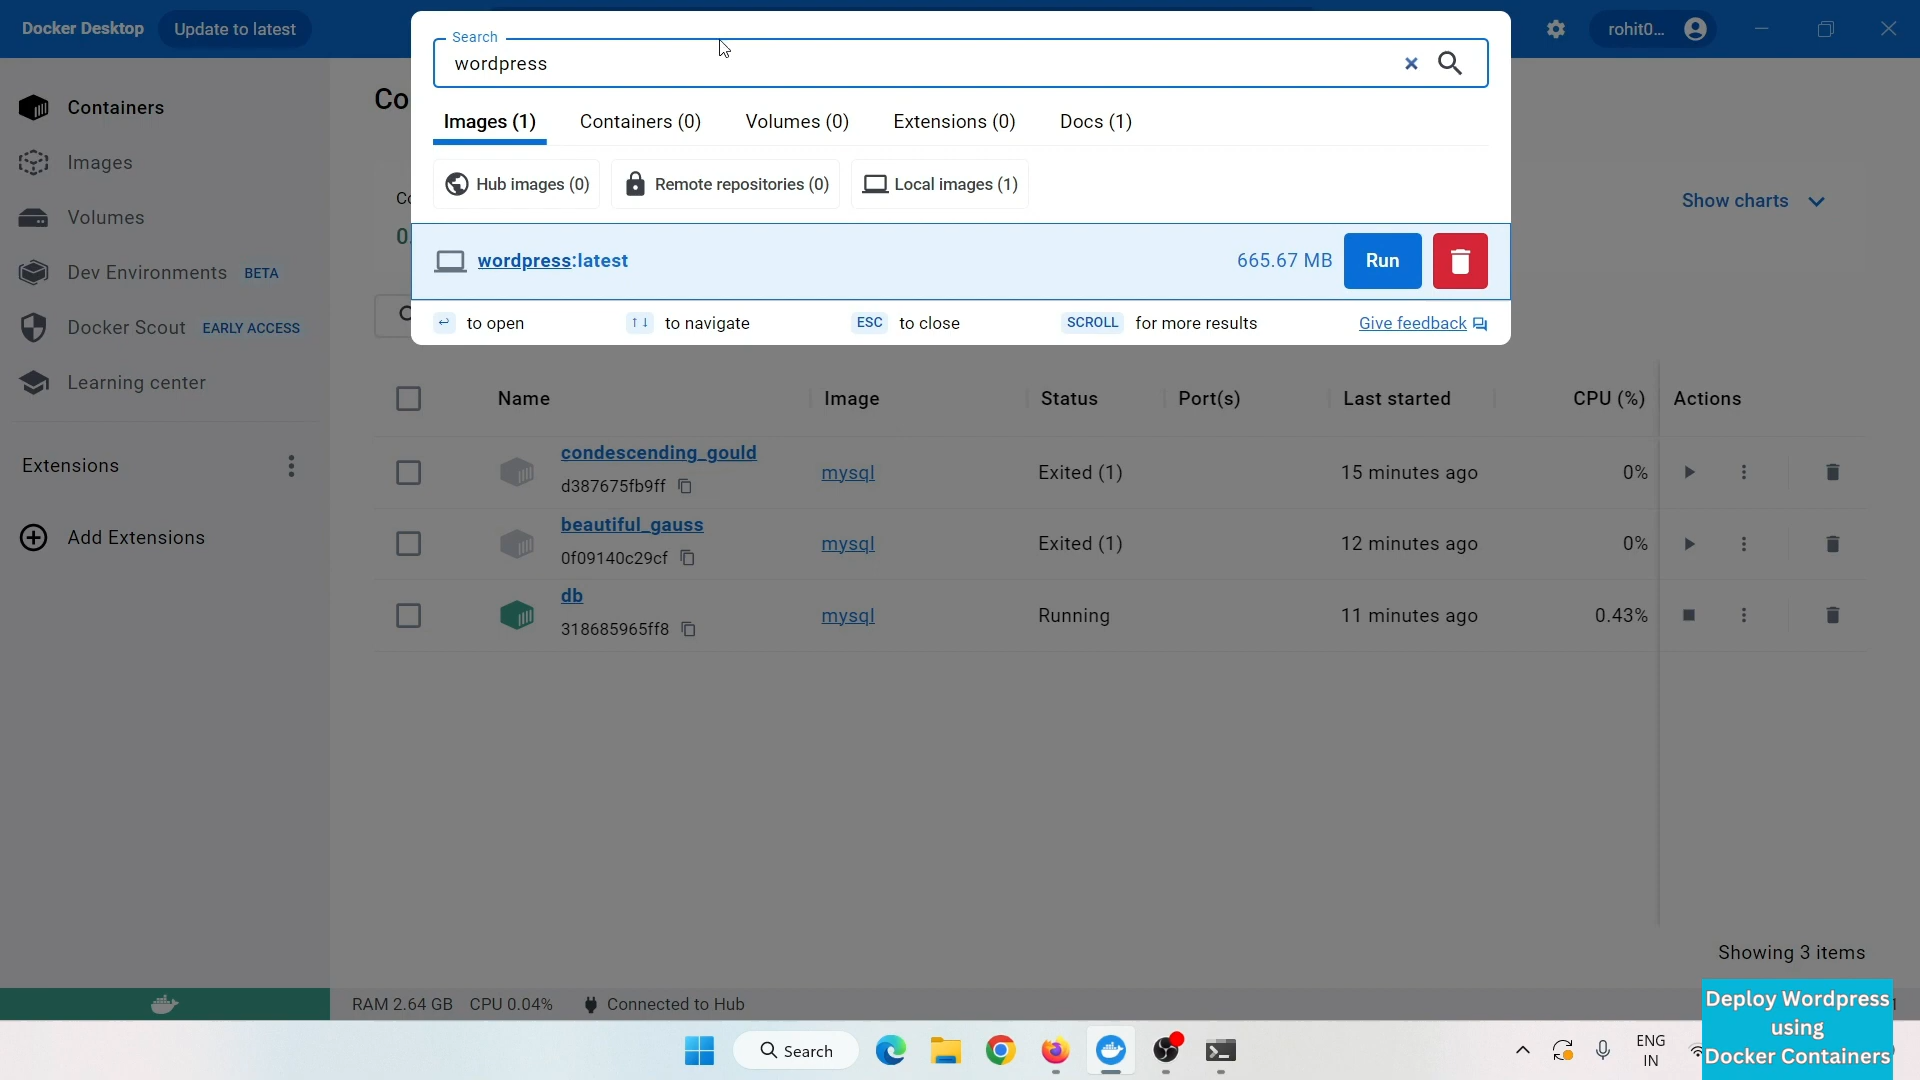 Docker Desktop
Update to latest
rohit0...
Search
wordpress
Images (1)
Containers (0)
Volumes (0)
Extensions (0)
Docs (1)
Hub images (0)
Remote repositories (0)
Local images (1)
wordpress:latest
665.67 MB
Run
to open
to navigate
ESC
to close
SCROLL
for more results
Give feedback
Containers
Images
Volumes
Dev Environments
BETA
Docker Scout
EARLY ACCESS
Learning center
Extensions
Add Extensions
Co
0.
Show charts
Name
Image
Status
Port(s)
Last started
CPU (%)
Actions
condescending_gould
d387675fb9ff
mysql
Exited (1)
15 minutes ago
0%
beautiful_gauss
0f09140c29cf
mysql
Exited (1)
12 minutes ago
0%
db
318685965ff8
mysql
Running
11 minutes ago
0.43%
Showing 3 items
RAM 2.64 GB
CPU 0.04%
Connected to Hub
Search
ENG
IN
Deploy Wordpress
using
Docker Containers